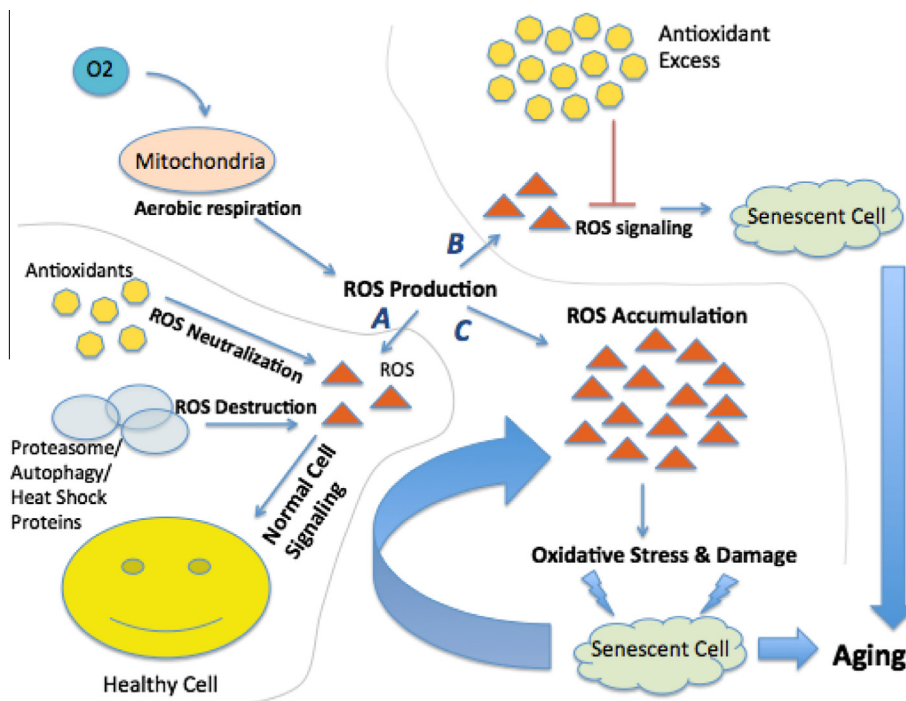 O2
Mitochondria
Aerobic respiration
Antioxidant
Excess
ROS signaling
Senescent Cell
B
ROS Production
A
C
Antioxidants
ROS Neutralization
ROS
ROS Destruction
Proteasome/
Autophagy/
Heat Shock
Proteins
Normal Cell
Signaling
Healthy Cell
ROS Accumulation
Oxidative Stress & Damage
Senescent Cell
Aging